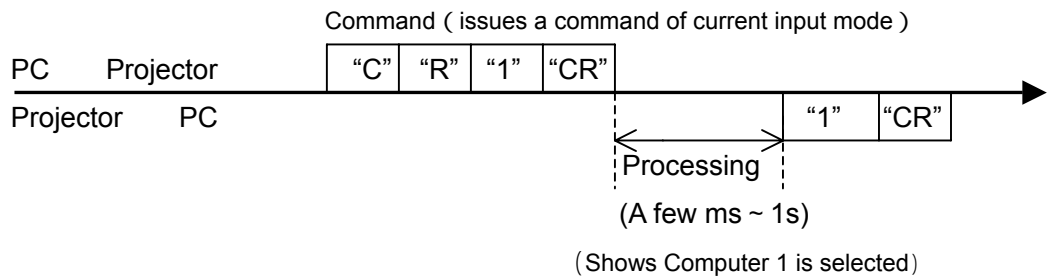 Command（issues a command of current input mode）
PC Projector “C” “R” “1” “CR”
Projector PC “1” “CR”
Processing
(A few ms ~ 1s)
（Shows Computer 1 is selected）